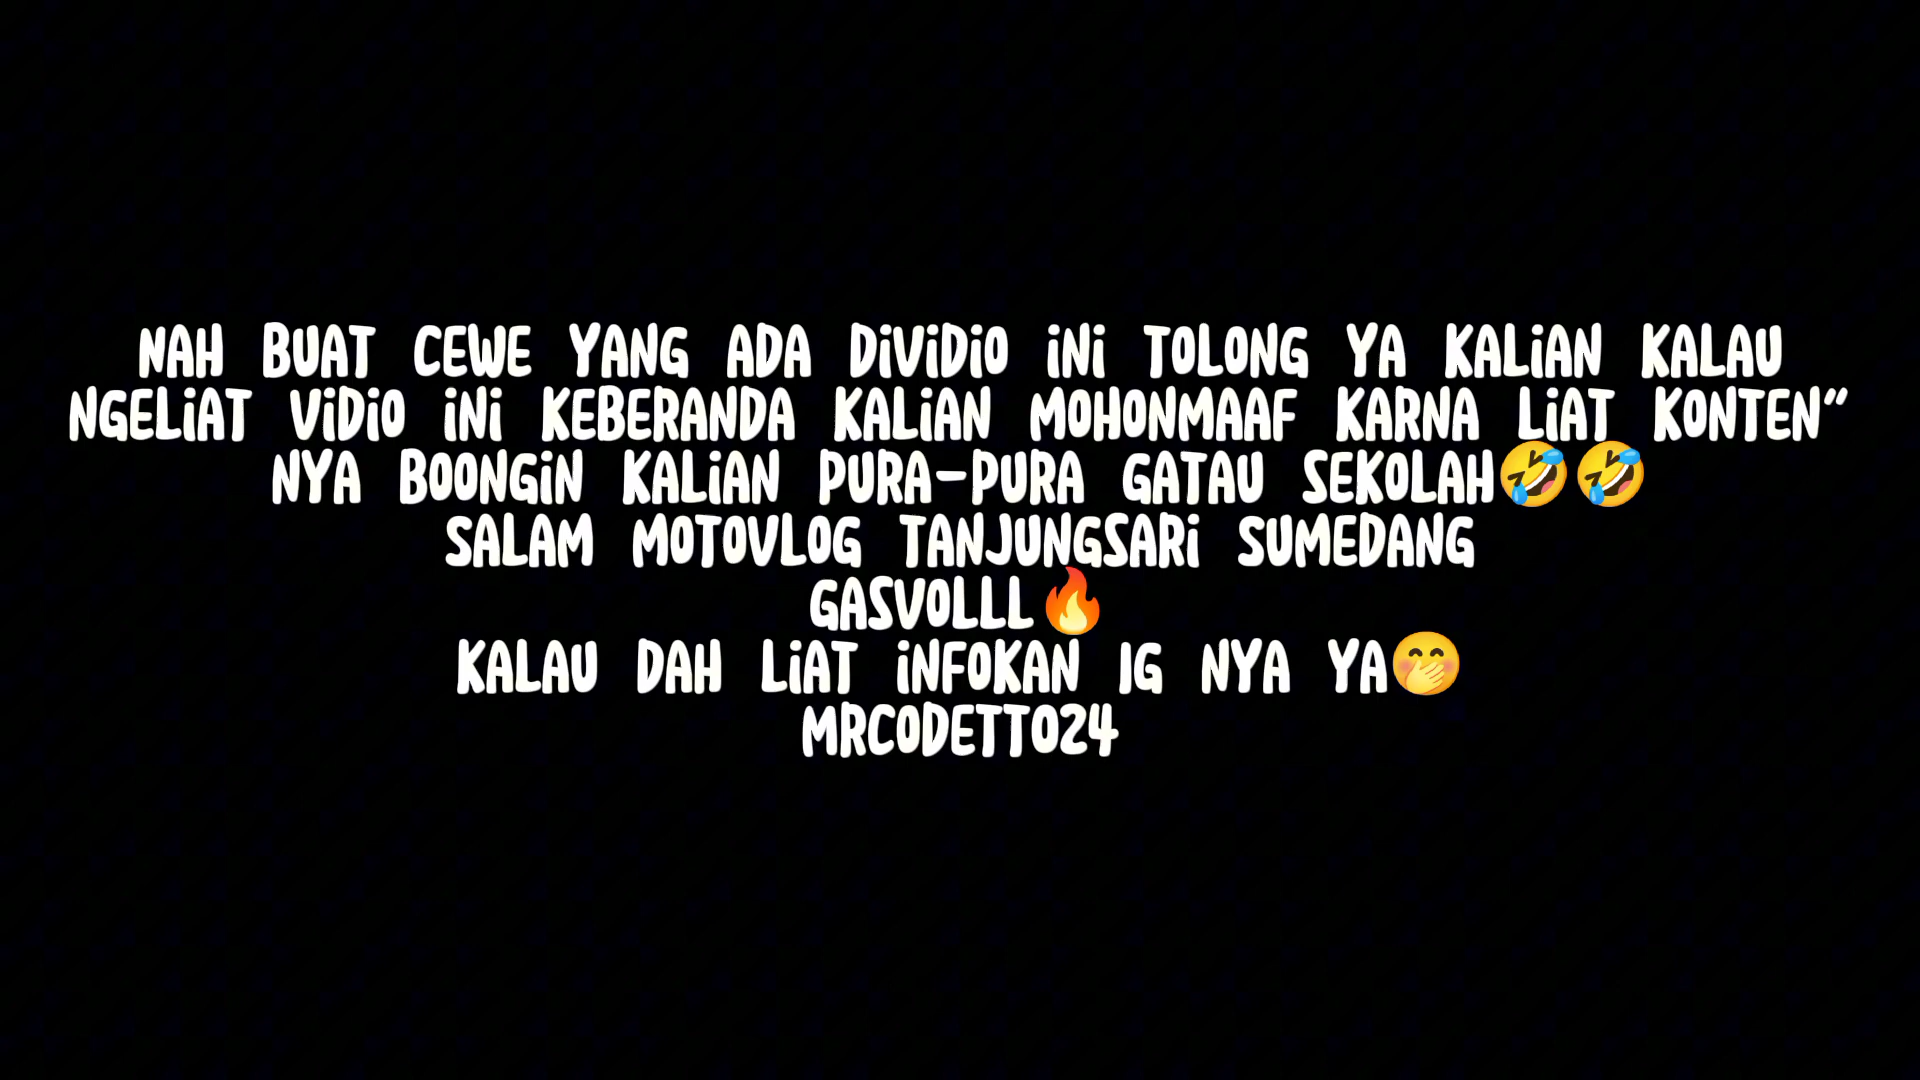 NAH BUAT CEWE YANG ADA DiViDiO iNi TOLONG YA KALiAN KALAU
NGELiAT ViDiO iNi KEBERANDA KALiAN MOHONMAAF KARNA LiAT KONTEN"
NYA BOONGiN KALiAN PURA-PURA GATAU SEKOLAH🤣🤣
SALAM MOTOVLOG TANJUNGSARi SUMEDANG
GASVOLLL🔥
KALAU DAH LiAT iNFOKAN IG NYA YA🤭
MRCODETTO24